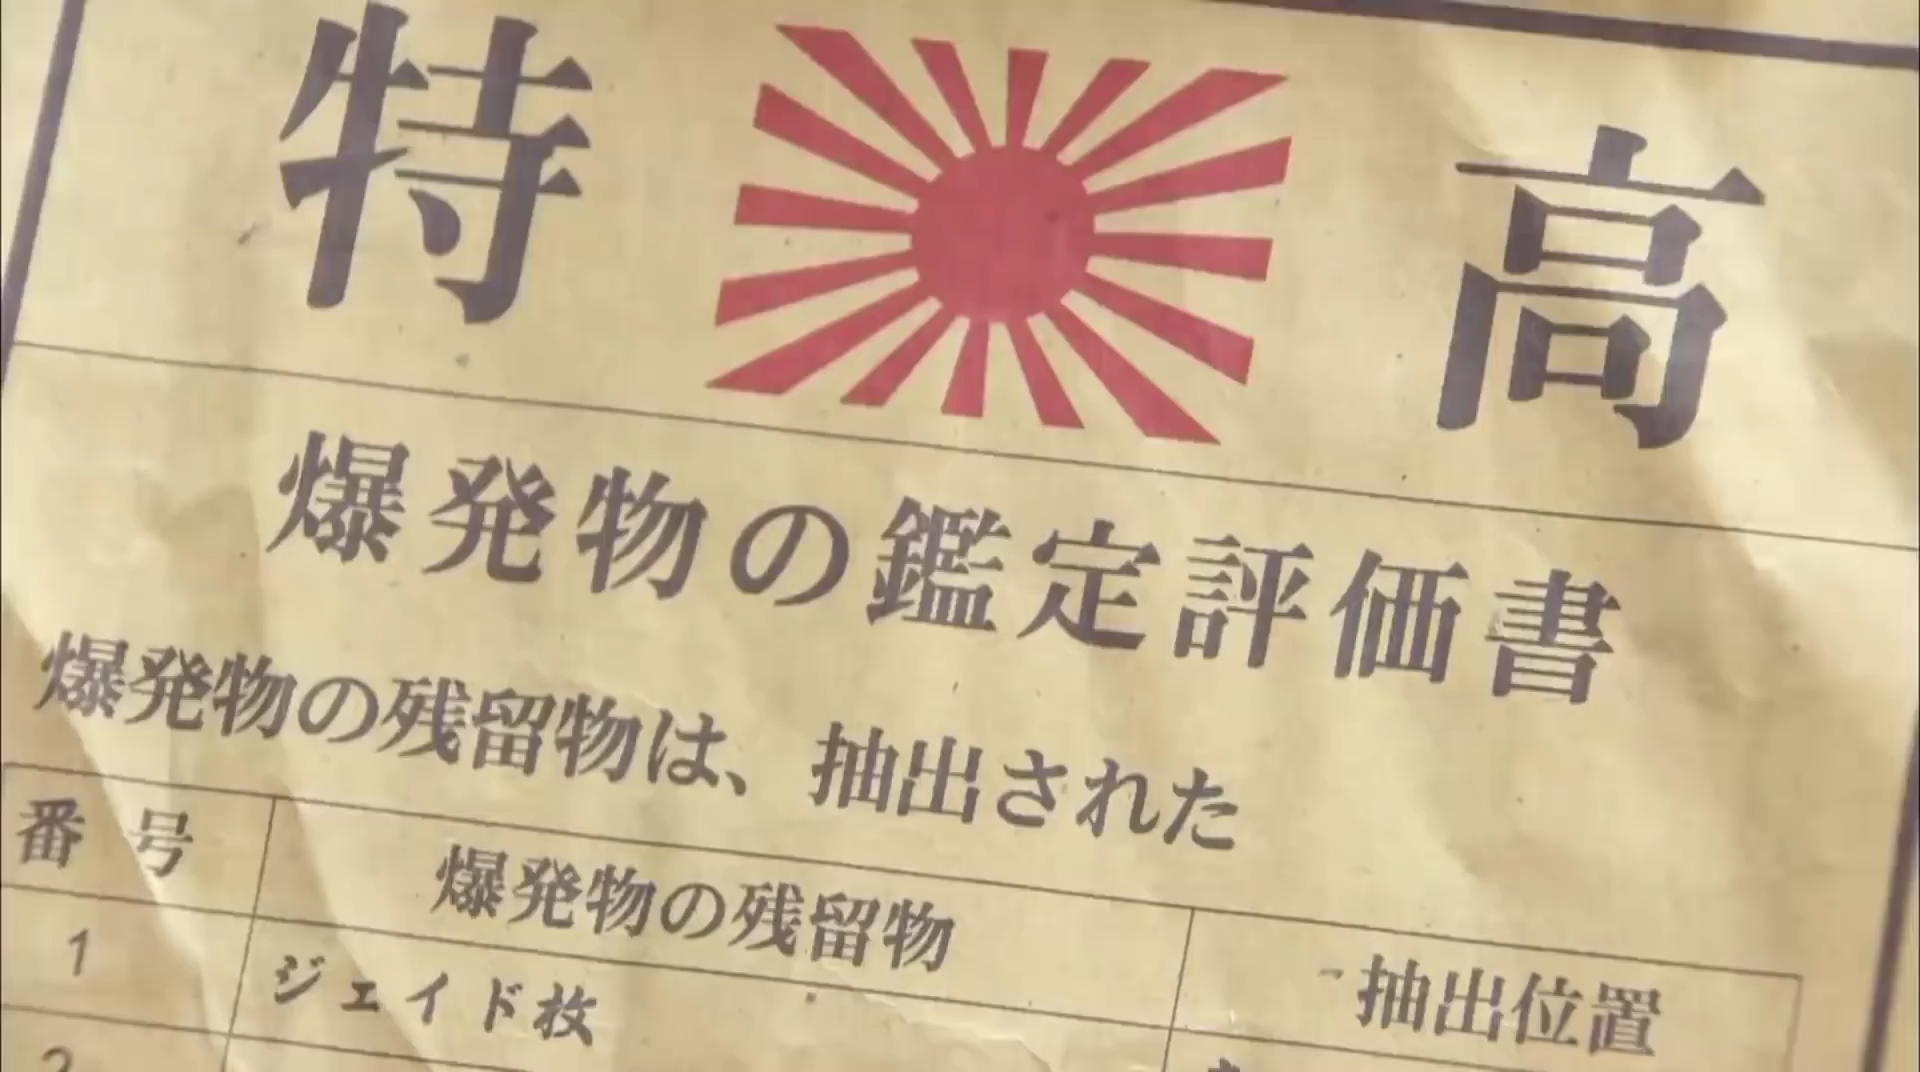 特 高
爆発物の鑑定評価書
爆発物の残留物は、抽出された
番号 爆発物の残留物 抽出位置
1 ジェイド枚
2